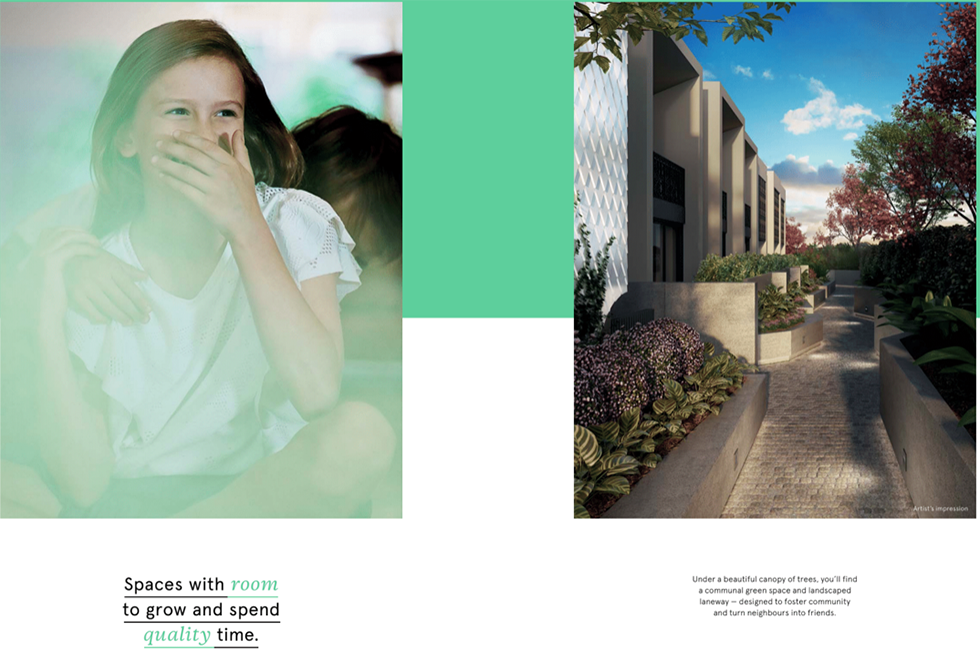 Artist's impression
Spaces with room
to grow and spend
quality time.
Under a beautiful canopy of trees, you'll find
a communal green space and landscaped
laneway — designed to foster community
and turn neighbours into friends.